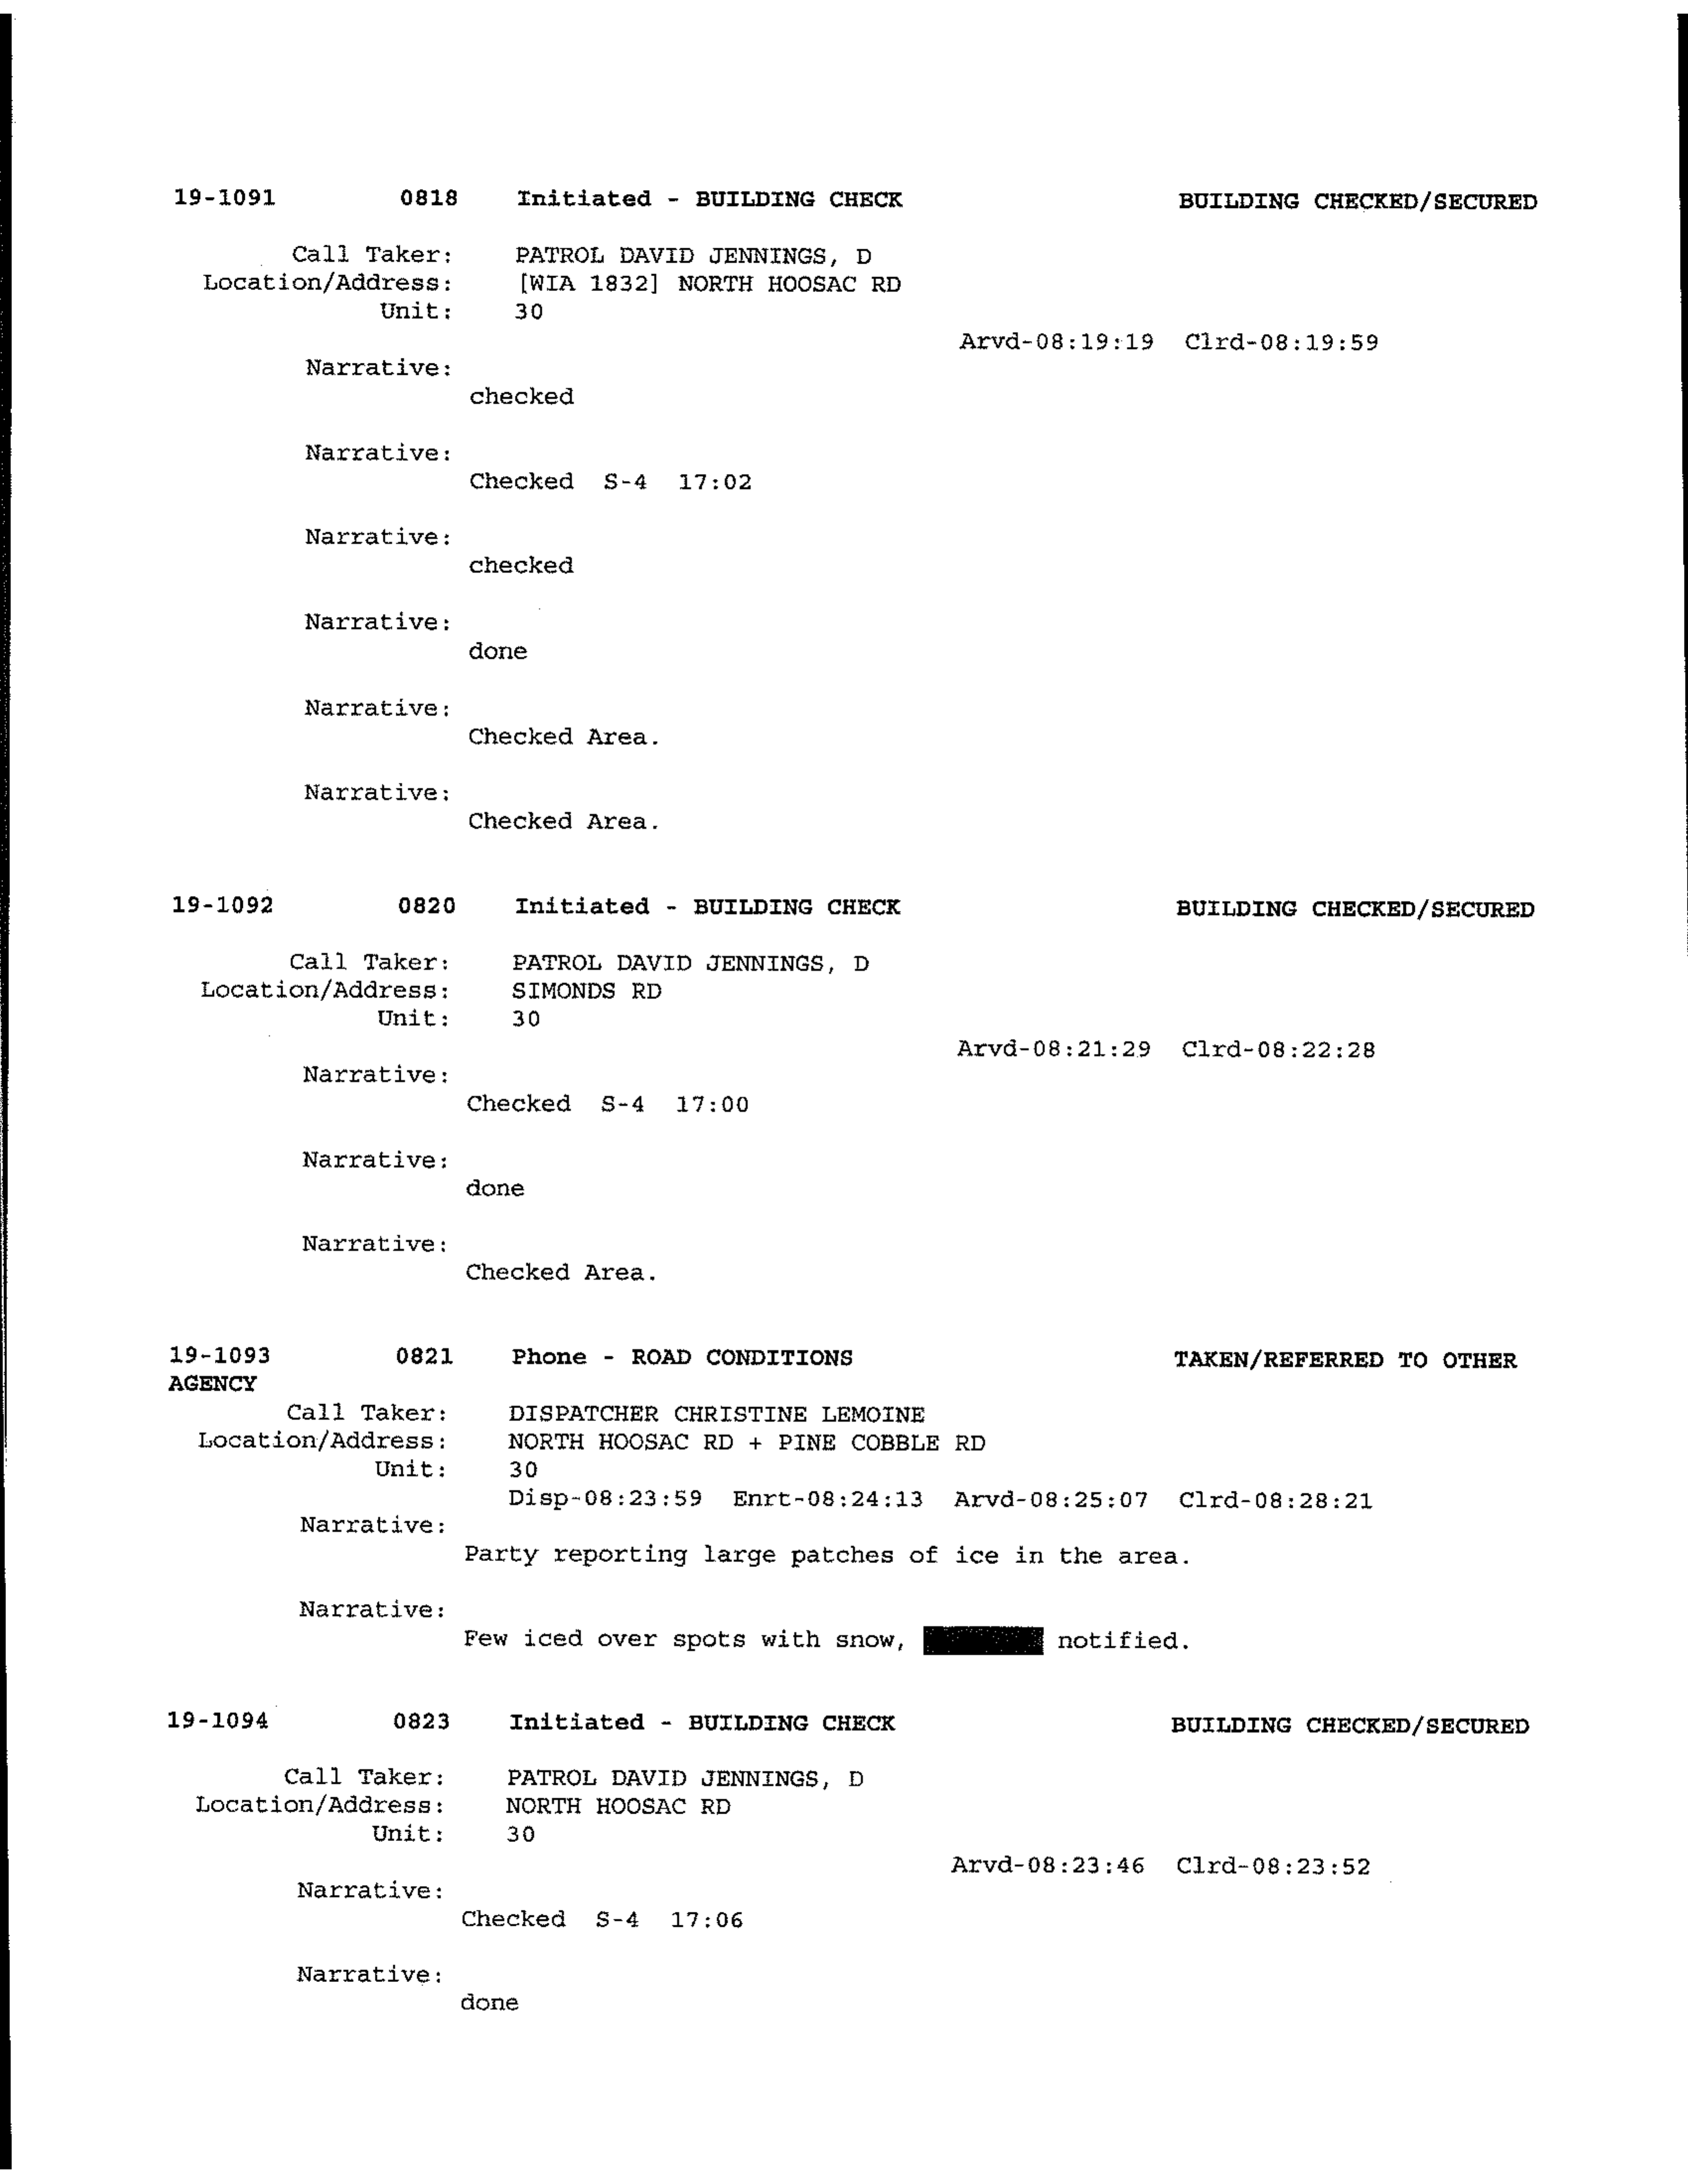 19-1091 0818 Initiated - BUILDING CHECK BUILDING CHECKED/SECURED
Call Taker: PATROL DAVID JENNINGS, D
Location/Address: [WIA 1832] NORTH HOOSAC RD
Unit: 30
Arvd-08:19:19 Clrd-08:19:59
Narrative:
checked
Narrative:
Checked S-4 17:02
Narrative:
checked
Narrative:
done
Narrative:
Checked Area.
Narrative:
Checked Area.
19-1092 0820 Initiated - BUILDING CHECK BUILDING CHECKED/SECURED
Call Taker: PATROL DAVID JENNINGS, D
Location/Address: SIMONDS RD
Unit: 30
Arvd-08:21:29 Clrd-08:22:28
Narrative:
Checked S-4 17:00
Narrative:
done
Narrative:
Checked Area.
19-1093 0821 Phone - ROAD CONDITIONS TAKEN/REFERRED TO OTHER
AGENCY
Call Taker: DISPATCHER CHRISTINE LEMOINE
Location/Address: NORTH HOOSAC RD + PINE COBBLE RD
Unit: 30
Disp-08:23:59 Enrt-08:24:13 Arvd-08:25:07 Clrd-08:28:21
Narrative:
Party reporting large patches of ice in the area.
Narrative:
Few iced over spots with snow, notified.
19-1094 0823 Initiated - BUILDING CHECK BUILDING CHECKED/SECURED
Call Taker: PATROL DAVID JENNINGS, D
Location/Address: NORTH HOOSAC RD
Unit: 30
Arvd-08:23:46 Clrd-08:23:52
Narrative:
Checked S-4 17:06
Narrative:
done